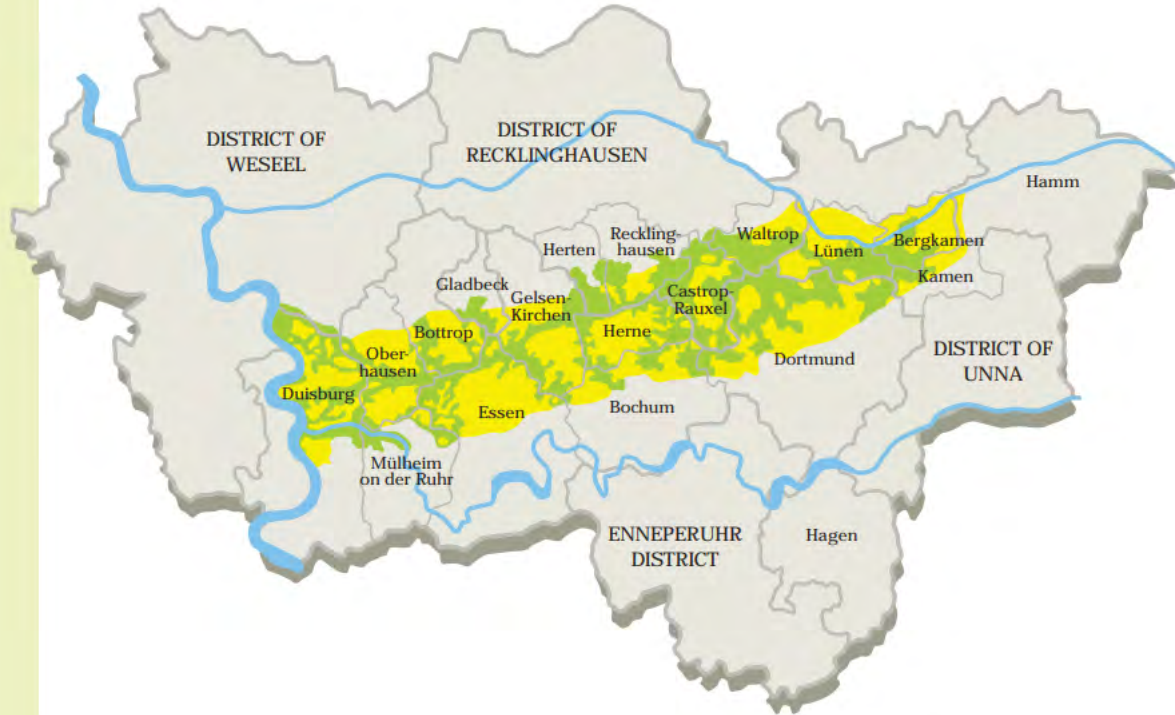 DISTRICT OF
WESEEL
DISTRICT OF
RECKLINGHAUSEN
Hamm
Herten
Reckling-
hausen
Waltrop
Lünen
Bergkamen
Kamen
Gladbeck
Gelsen-
Kirchen
Castrop-
Rauxel
Bottrop
Herne
Ober-
hausen
Dortmund
DISTRICT OF
UNNA
Duisburg
Essen
Bochum
Mülheim
on der Ruhr
ENNEPERUHR
DISTRICT
Hagen